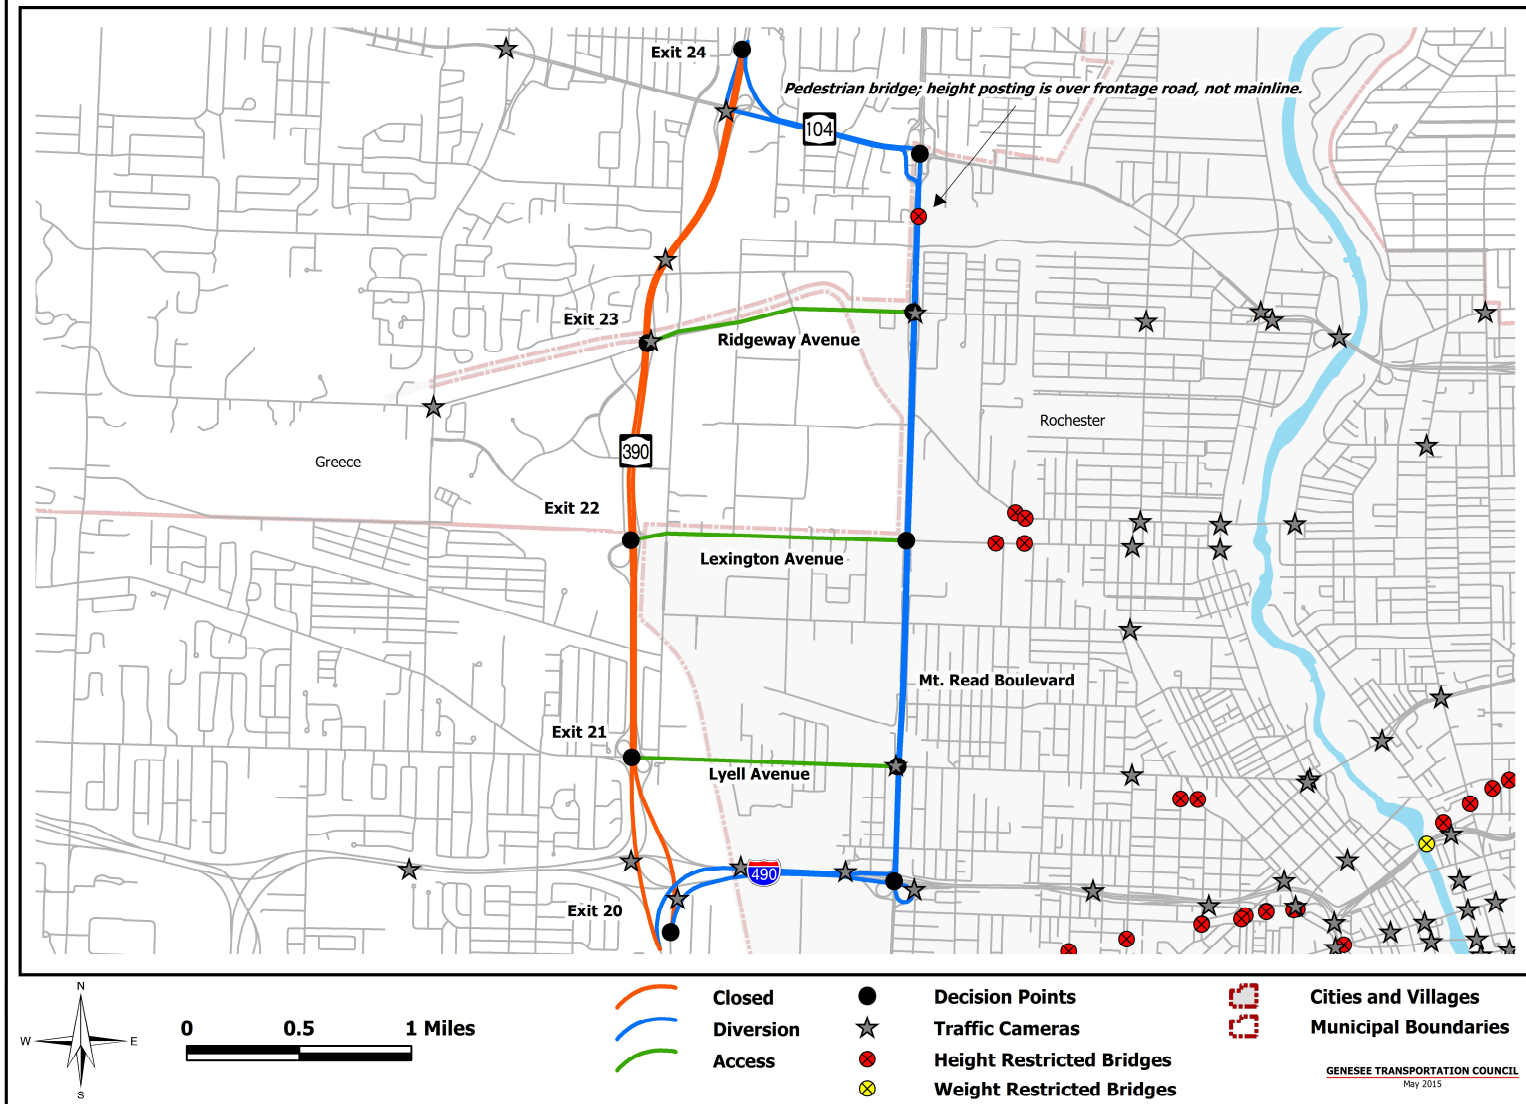 Exit 24
Pedestrian bridge; height posting is over frontage road, not mainline.
104
Exit 23
Ridgeway Avenue
Rochester
390
Greece
Exit 22
Lexington Avenue
Mt. Read Boulevard
Exit 21
Lyell Avenue
490
Exit 20
N
W E
S
0 0.5 1 Miles
Closed
Diversion
Access
Decision Points
Traffic Cameras
Height Restricted Bridges
Weight Restricted Bridges
Cities and Villages
Municipal Boundaries
GENESEE TRANSPORTATION COUNCIL
May 2015